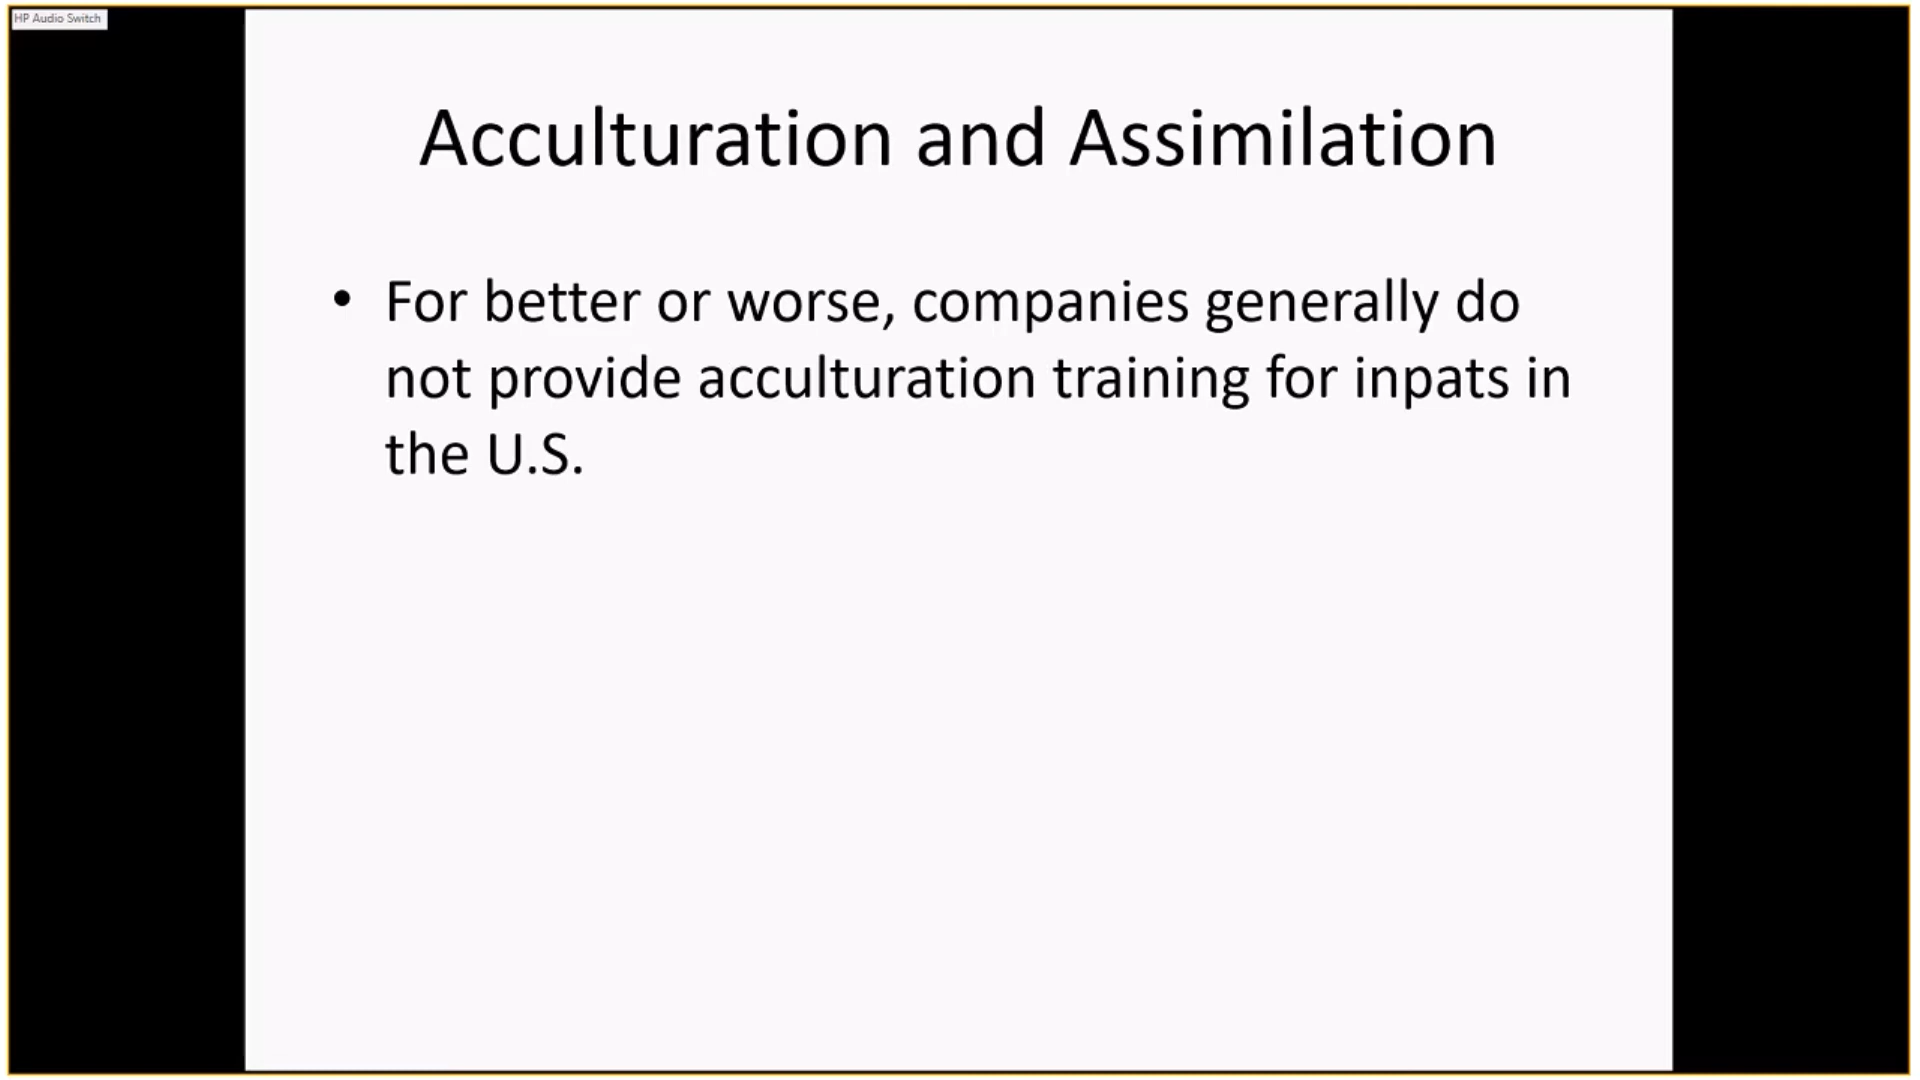 HP Audio Switch
Acculturation and Assimilation
• For better or worse, companies generally do
not provide acculturation training for inpats in
the U.S.